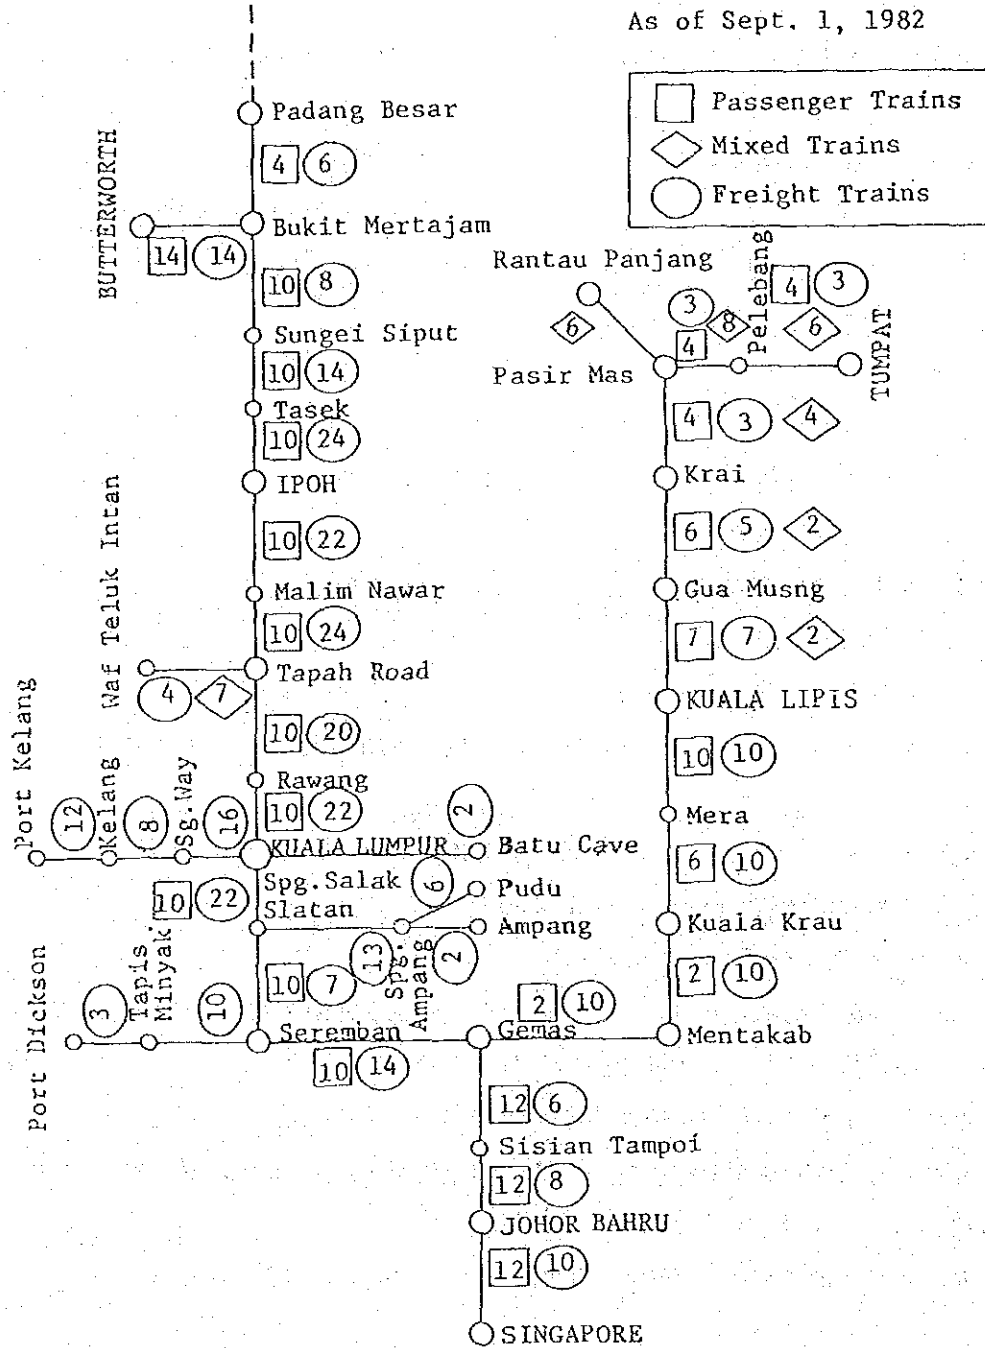 As of Sept. 1, 1982
Passenger Trains
Mixed Trains
Freight Trains
Padang Besar
4 6
BUTTERWORTH
Bukit Mertajam
14 14
10 8
Sungei Siput
10 14
Tasek
10 24
IPOH
10 22
Malim Nawar
10 24
Waf Teluk Intan
Tapah Road
4 7
10 20
Rawang
10 22
Port Kelang
12
Kelang
8
Sg.Way
16
KUALA LUMPUR
2
Batu Cave
10 22
Spg.Salak
Slatan
6
Pudu
Ampang
13
Spg.
Ampang
2
10 7
Port Dickson
3
Tapis
Minyak
10
Seremban
10 14
Gemas
2 10
Mentakab
12 6
Sisian Tampoi
12 8
JOHOR BAHRU
12 10
SINGAPORE
Rantau Panjang
6
Pasir Mas
3
8
4
Pelebang
4 3
6
TUMPAT
4 3 4
Krai
6 5 2
Gua Musng
7 7 2
KUALA LIPIS
10 10
Mera
6 10
Kuala Krau
2 10